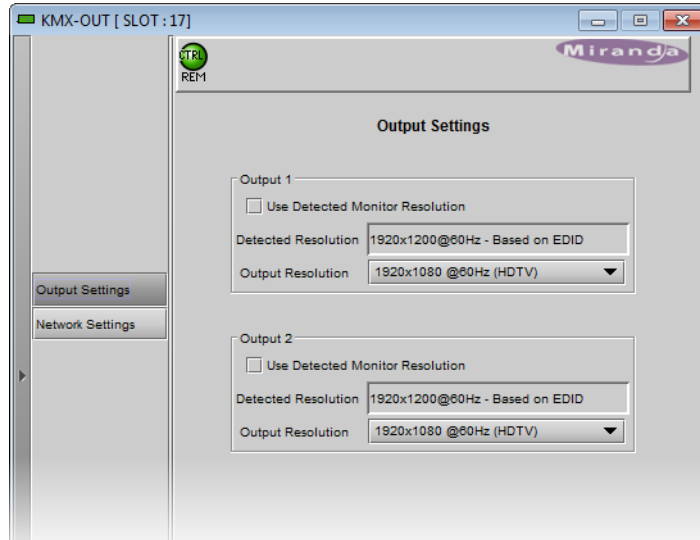 KMX-OUT [ SLOT : 17]
CTRL
REM
Miranda
Output Settings
Output 1
Use Detected Monitor Resolution
Detected Resolution 1920x1200@60Hz - Based on EDID
Output Resolution 1920x1080 @60Hz (HDTV)
Output Settings
Network Settings
Output 2
Use Detected Monitor Resolution
Detected Resolution 1920x1200@60Hz - Based on EDID
Output Resolution 1920x1080 @60Hz (HDTV)